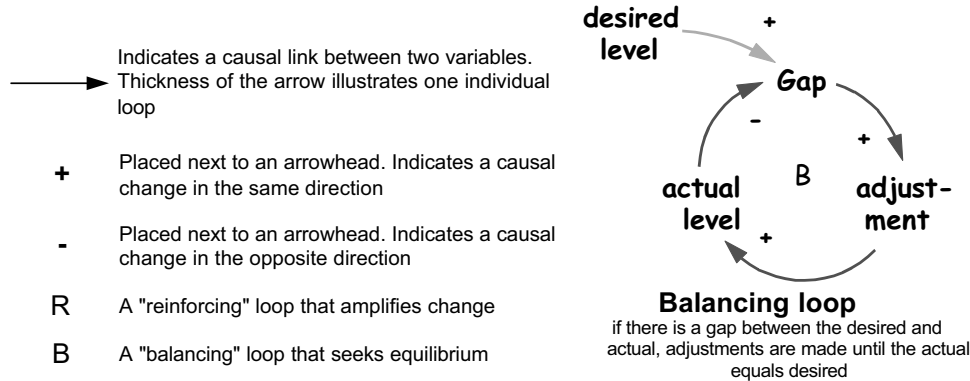 Indicates a causal link between two variables.
Thickness of the arrow illustrates one individual
loop
+
Placed next to an arrowhead. Indicates a causal
change in the same direction
-
Placed next to an arrowhead. Indicates a causal
change in the opposite direction
R
A "reinforcing" loop that amplifies change
B
A "balancing" loop that seeks equilibrium
desired
level
+
Gap
-
+
B
actual
level
adjust-
ment
+
Balancing loop
if there is a gap between the desired and
actual, adjustments are made until the actual
equals desired